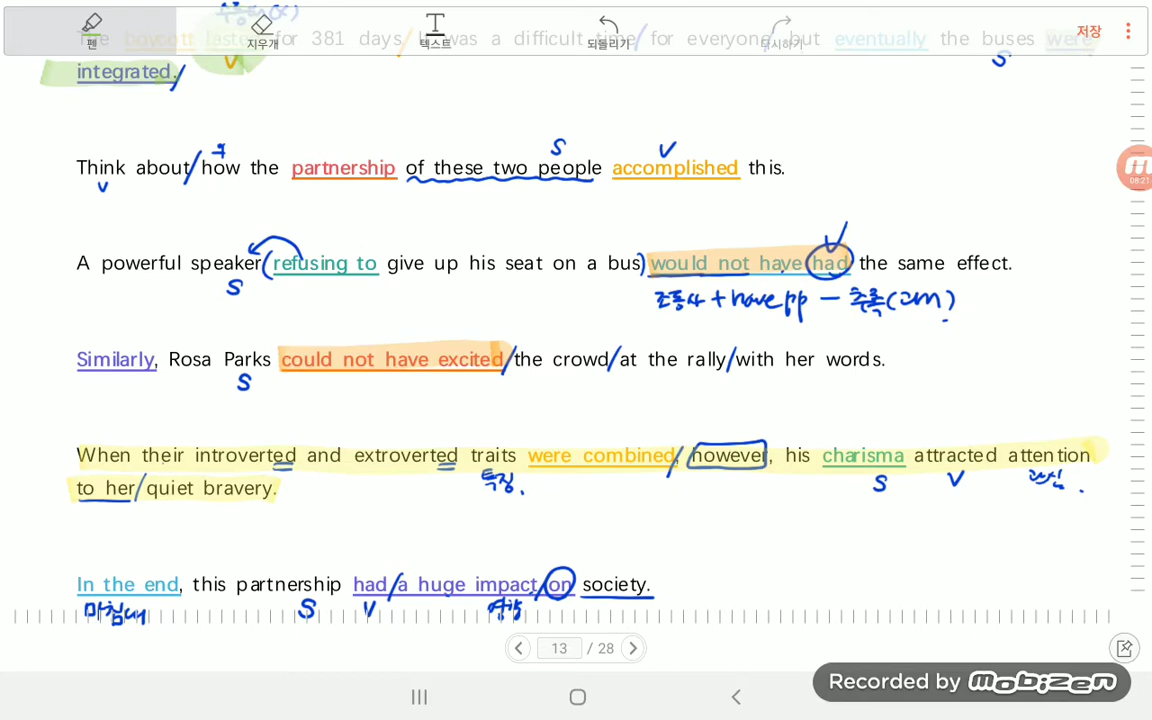 펜 지우개 텍스트 되돌리기 다시하기 저장
The boycott lasted for 381 days/ It was a difficult time/ for everyone, but eventually the buses were
V S
integrated./
S V
Think about/ how the partnership of these two people accomplished this.
V
08:21
A powerful speaker (refusing to give up his seat on a bus) would not have had the same effect.
S
조동사 + have pp - 추측(과거)
Similarly, Rosa Parks could not have excited/ the crowd/ at the rally/ with her words.
S
When their introverted and extroverted traits were combined,/ however, his charisma attracted attention
특징. S V 관심.
to her/ quiet bravery.
In the end, this partnership had/ a huge impact/ on society.
마침내 S V 영향
13 / 28
Recorded by mobizen